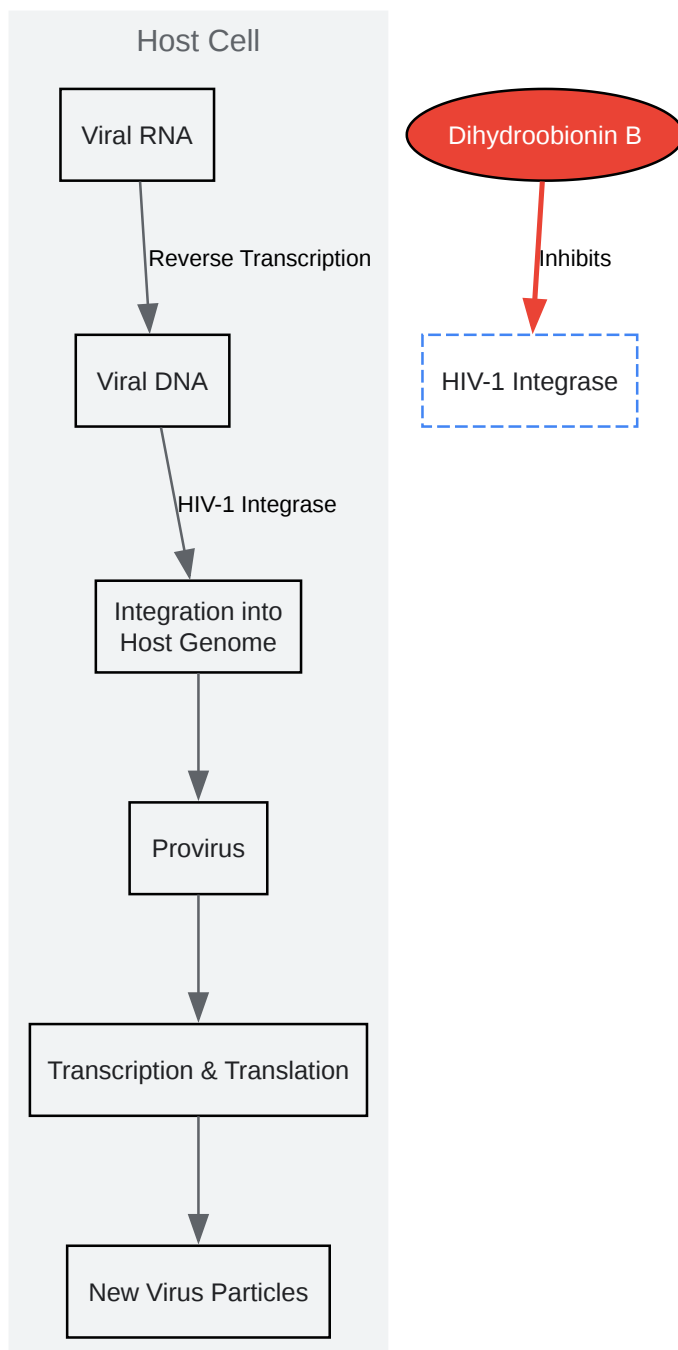 Host Cell
Viral RNA
Dihydroobionin B
Reverse Transcription
Inhibits
Viral DNA
HIV-1 Integrase
HIV-1 Integrase
Integration into
Host Genome
Provirus
Transcription & Translation
New Virus Particles